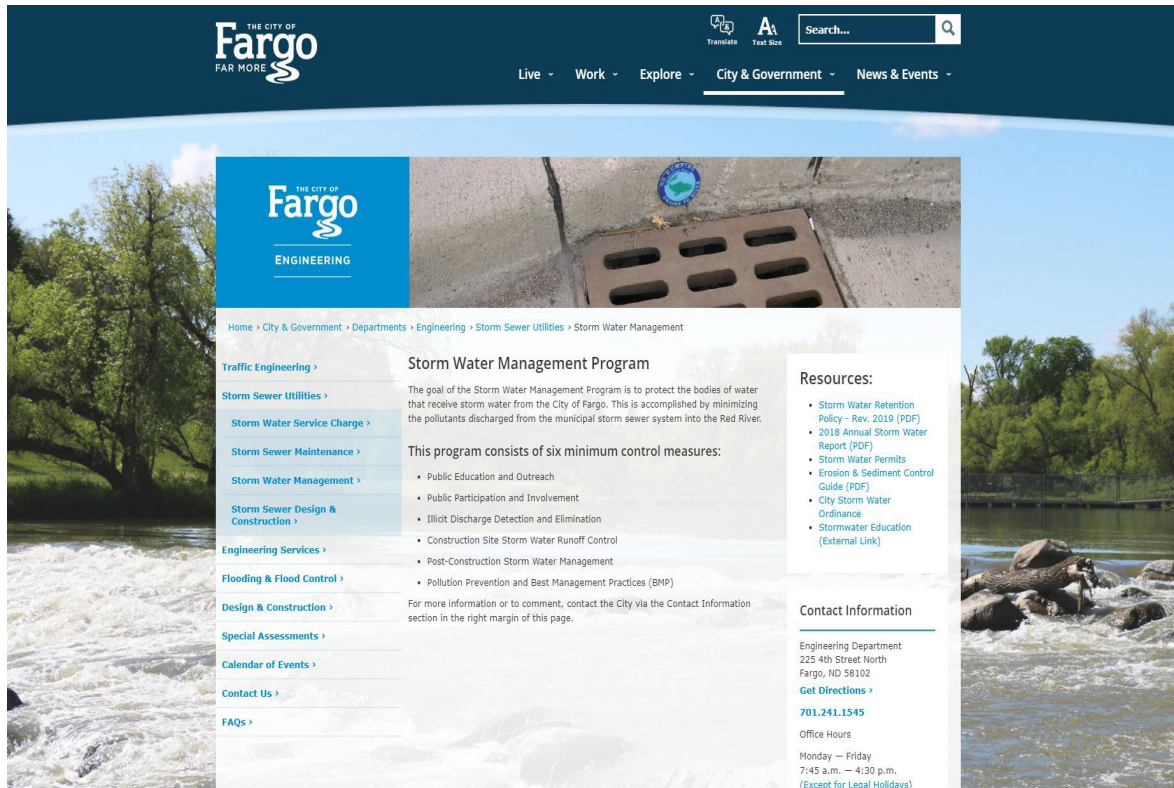 THE CITY OF
Fargo
FAR MORE
Translate
Text Size
Search...
Live
Work
Explore
City & Government
News & Events
THE CITY OF
Fargo
ENGINEERING
Home › City & Government › Departments › Engineering › Storm Sewer Utilities › Storm Water Management
Traffic Engineering ›
Storm Sewer Utilities ›
Storm Water Service Charge ›
Storm Sewer Maintenance ›
Storm Water Management ›
Storm Sewer Design &
Construction ›
Engineering Services ›
Flooding & Flood Control ›
Design & Construction ›
Special Assessments ›
Calendar of Events ›
Contact Us ›
FAQs ›
Storm Water Management Program
The goal of the Storm Water Management Program is to protect the bodies of water
that receive storm water from the City of Fargo. This is accomplished by minimizing
the pollutants discharged from the municipal storm sewer system into the Red River.
This program consists of six minimum control measures:
• Public Education and Outreach
• Public Participation and Involvement
• Illicit Discharge Detection and Elimination
• Construction Site Storm Water Runoff Control
• Post-Construction Storm Water Management
• Pollution Prevention and Best Management Practices (BMP)
For more information or to comment, contact the City via the Contact Information
section in the right margin of this page.
Resources:
• Storm Water Retention
Policy - Rev. 2019 (PDF)
• 2018 Annual Storm Water
Report (PDF)
• Storm Water Permits
• Erosion & Sediment Control
Guide (PDF)
• City Storm Water
Ordinance
• Stormwater Education
(External Link)
Contact Information
Engineering Department
225 4th Street North
Fargo, ND 58102
Get Directions ›
701.241.1545
Office Hours
Monday — Friday
7:45 a.m. — 4:30 p.m.
(Except for Legal Holidays)